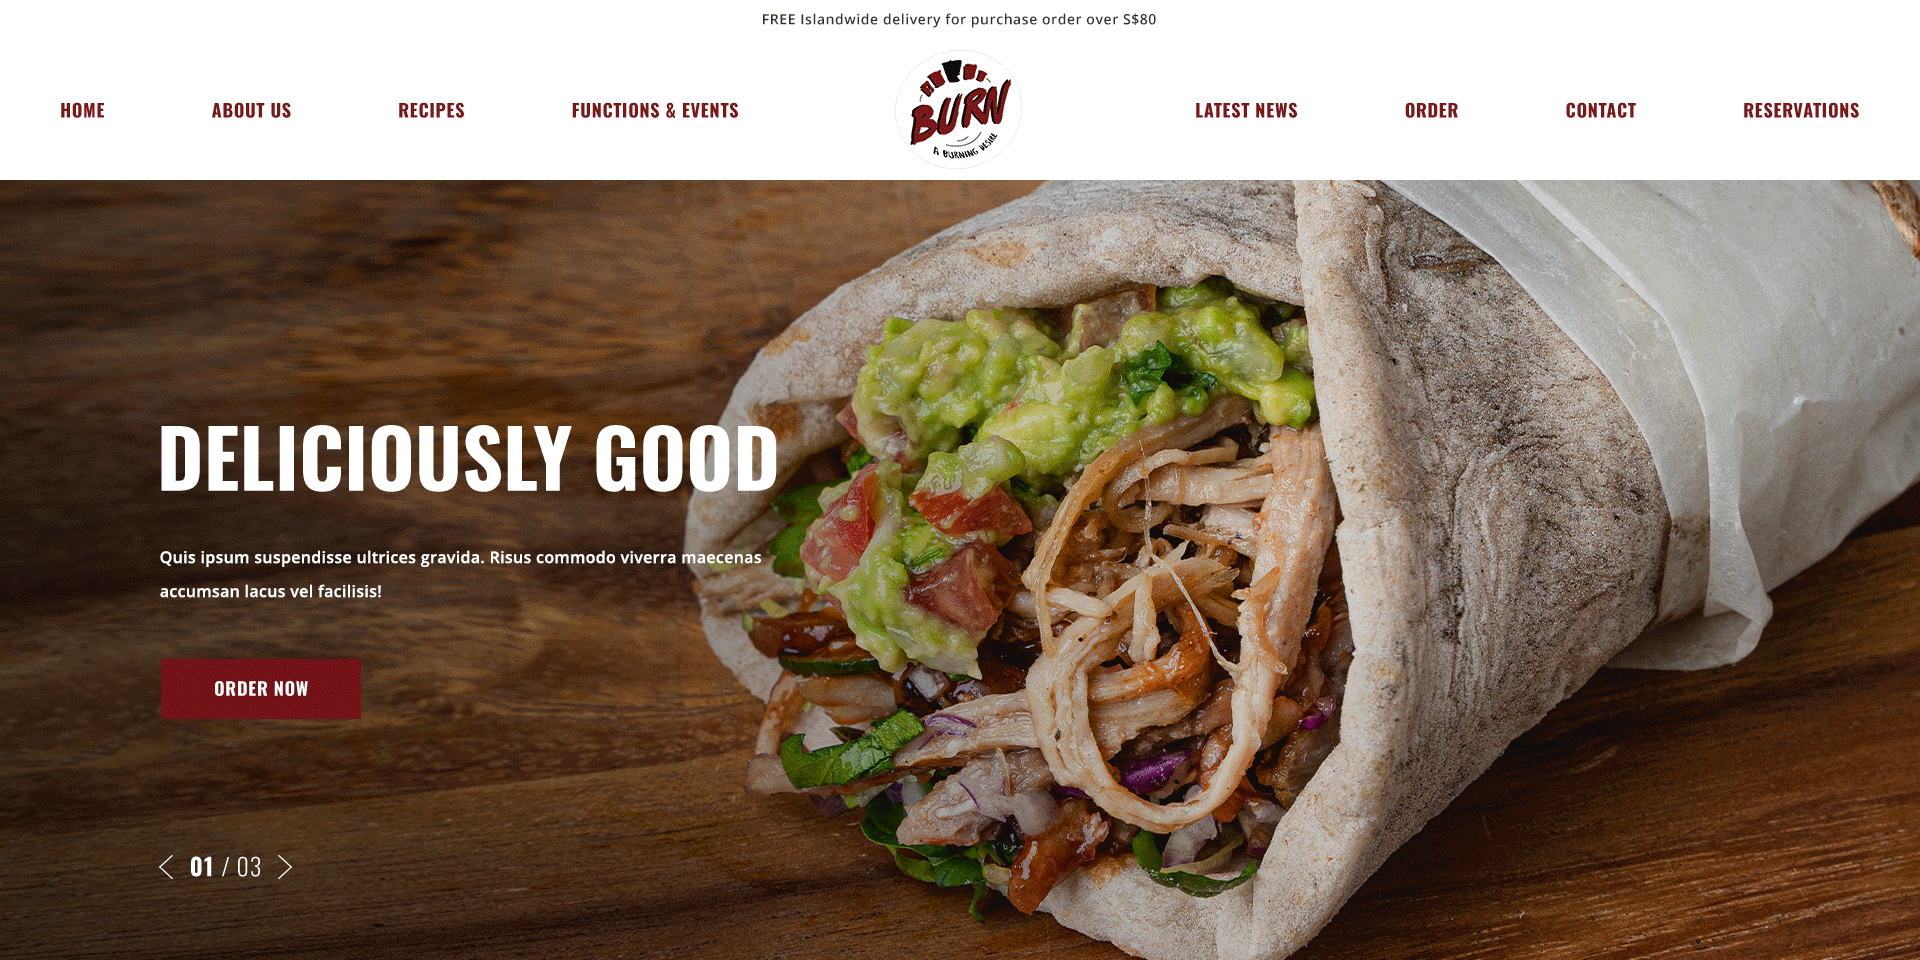 FREE Islandwide delivery for purchase order over S$80
HOME ABOUT US RECIPES FUNCTIONS & EVENTS BURN LATEST NEWS ORDER CONTACT RESERVATIONS
A BURNING DESIRE
DELICIOUSLY GOOD
Quis ipsum suspendisse ultrices gravida. Risus commodo viverra maecenas
accumsan lacus vel facilisis!
ORDER NOW
01 / 03